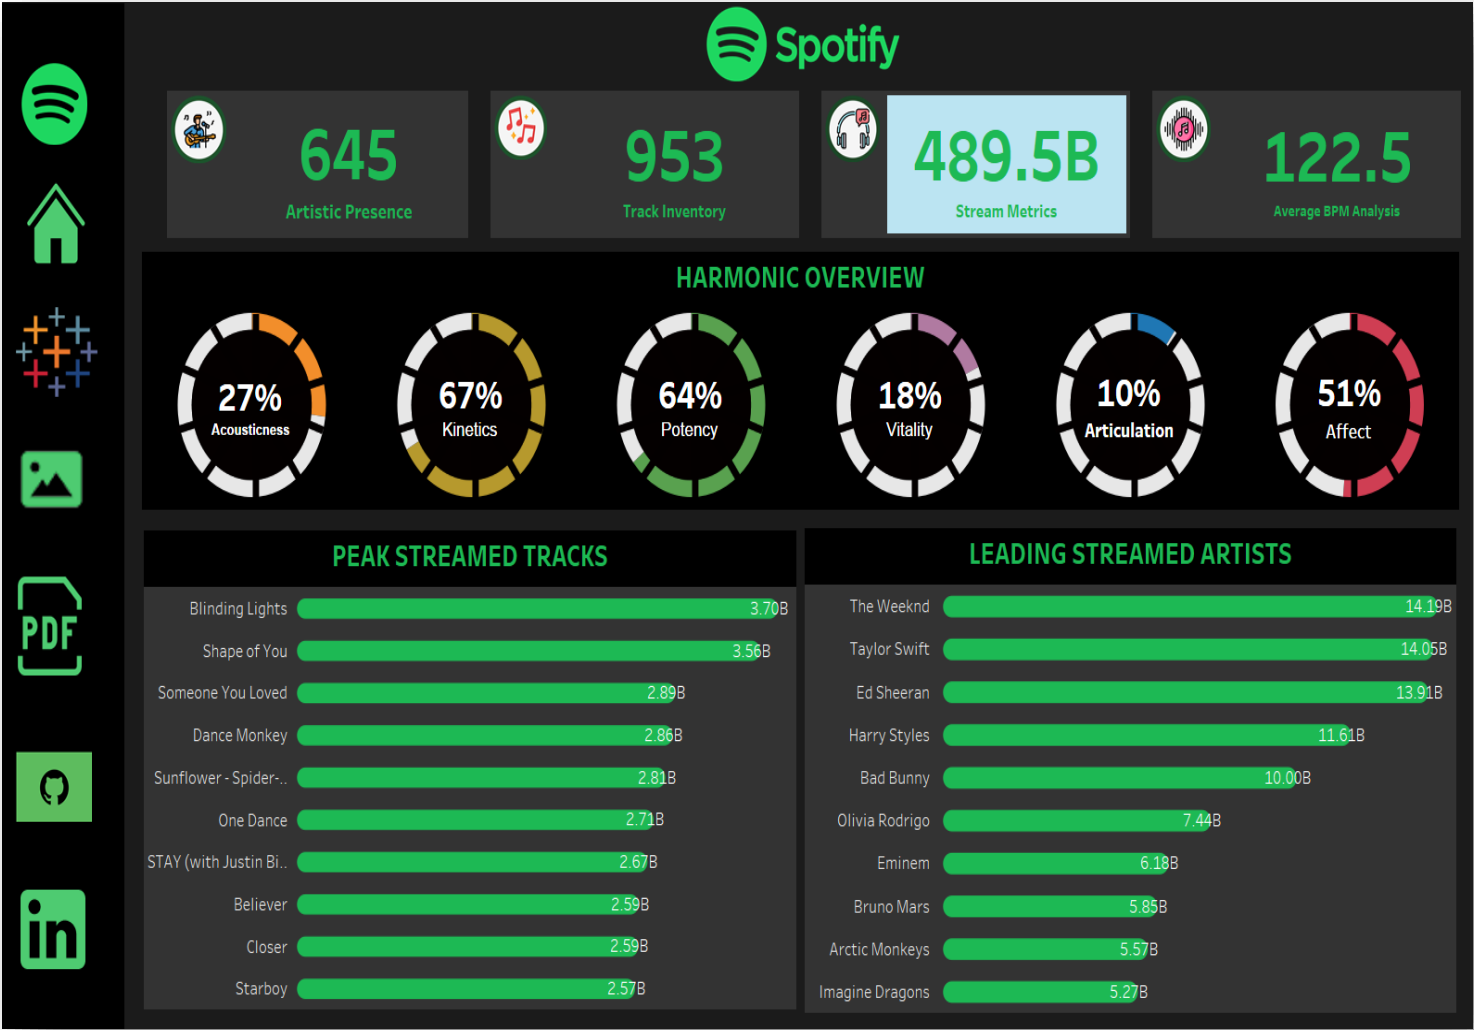 Spotify
645
Artistic Presence
953
Track Inventory
489.5B
Stream Metrics
122.5
Average BPM Analysis
HARMONIC OVERVIEW
27%
Acousticness
67%
Kinetics
64%
Potency
18%
Vitality
10%
Articulation
51%
Affect
PEAK STREAMED TRACKS
Blinding Lights 3.70B
Shape of You 3.56B
Someone You Loved 2.89B
Dance Monkey 2.86B
Sunflower - Spider-.. 2.81B
One Dance 2.71B
STAY (with Justin Bi.. 2.67B
Believer 2.59B
Closer 2.59B
Starboy 2.57B
LEADING STREAMED ARTISTS
The Weeknd 14.19B
Taylor Swift 14.05B
Ed Sheeran 13.91B
Harry Styles 11.61B
Bad Bunny 10.00B
Olivia Rodrigo 7.44B
Eminem 6.18B
Bruno Mars 5.85B
Arctic Monkeys 5.57B
Imagine Dragons 5.27B
PDF
in